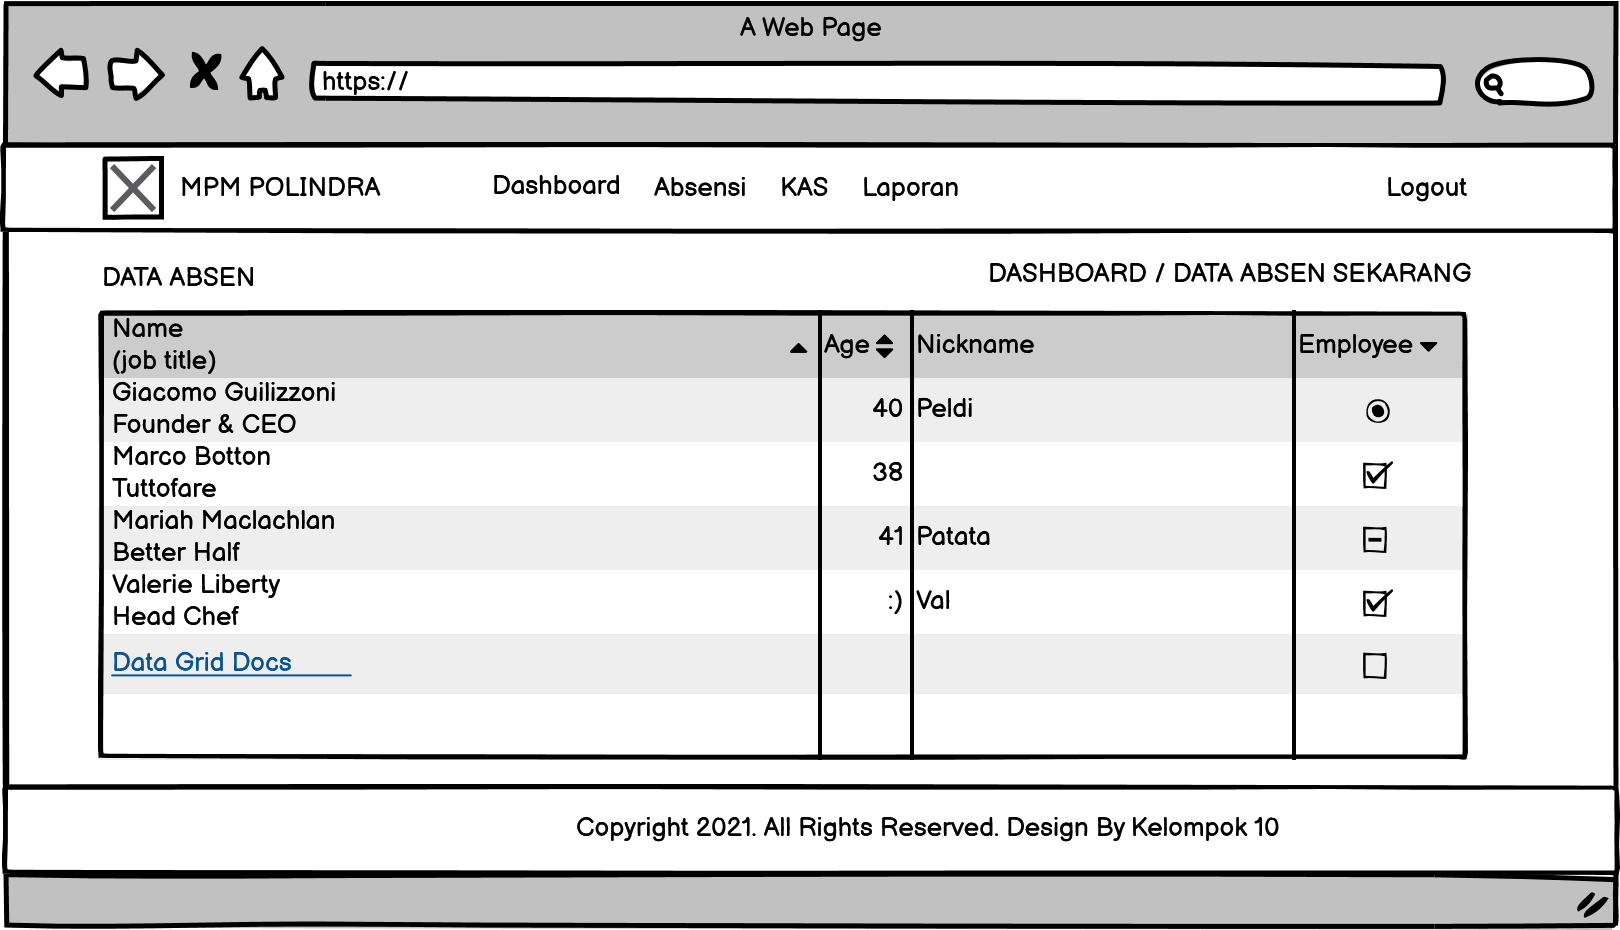 A Web Page
https://
MPM POLINDRA
Dashboard
Absensi
KAS
Laporan
Logout
DATA ABSEN
DASHBOARD / DATA ABSEN SEKARANG
Name
(job title)
Age
Nickname
Employee
Giacomo Guilizzoni
Founder & CEO
40
Peldi
Marco Botton
Tuttofare
38
Mariah Maclachlan
Better Half
41
Patata
Valerie Liberty
Head Chef
:)
Val
Data Grid Docs
Copyright 2021. All Rights Reserved. Design By Kelompok 10